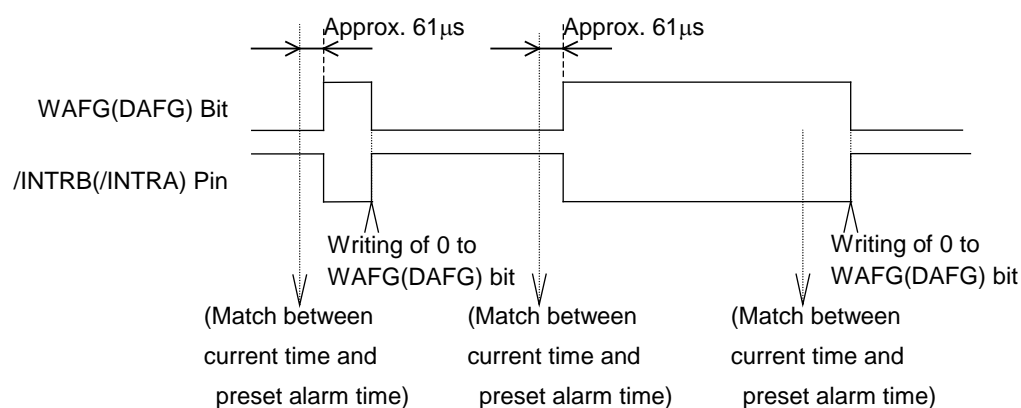 Approx. 61μs Approx. 61μs
WAFG(DAFG) Bit
/INTRB(/INTRA) Pin
Writing of 0 to
WAFG(DAFG) bit
Writing of 0 to
WAFG(DAFG) bit
(Match between
current time and
preset alarm time)
(Match between
current time and
preset alarm time)
(Match between
current time and
preset alarm time)